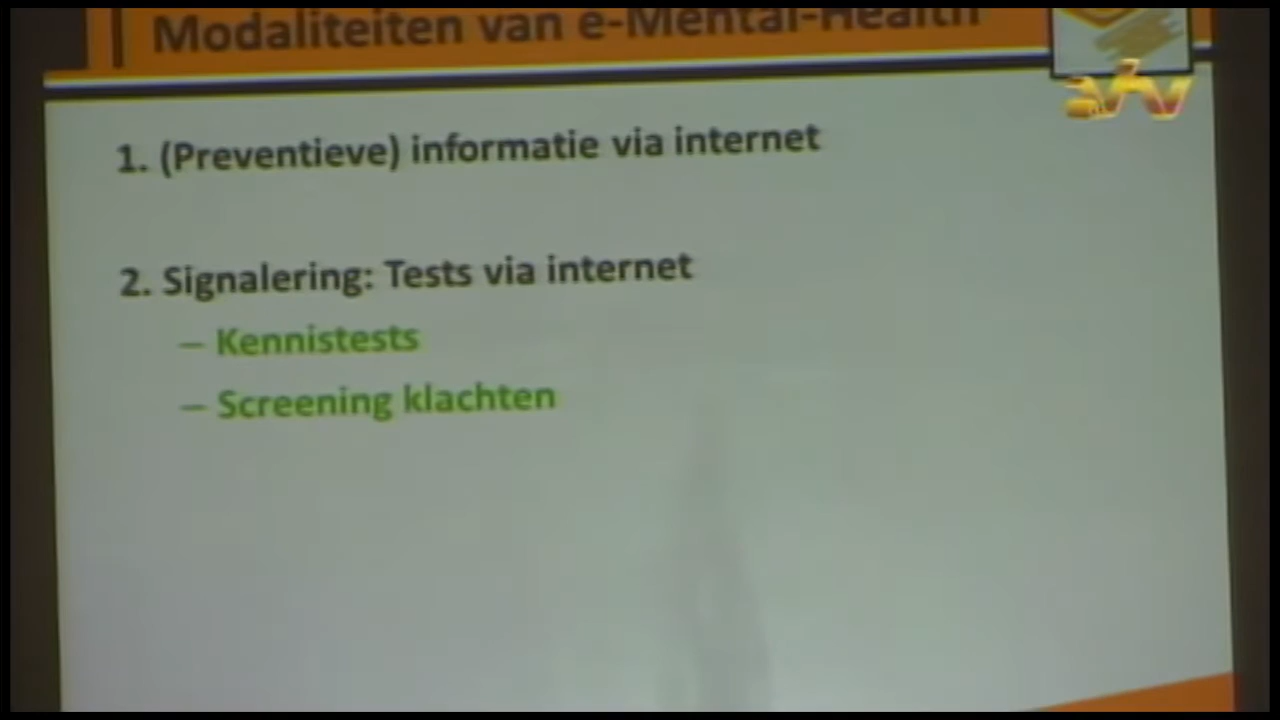 Modaliteiten van e-Mental-Health
1. (Preventieve) informatie via internet
2. Signalering: Tests via internet
– Kennistests
– Screening klachten